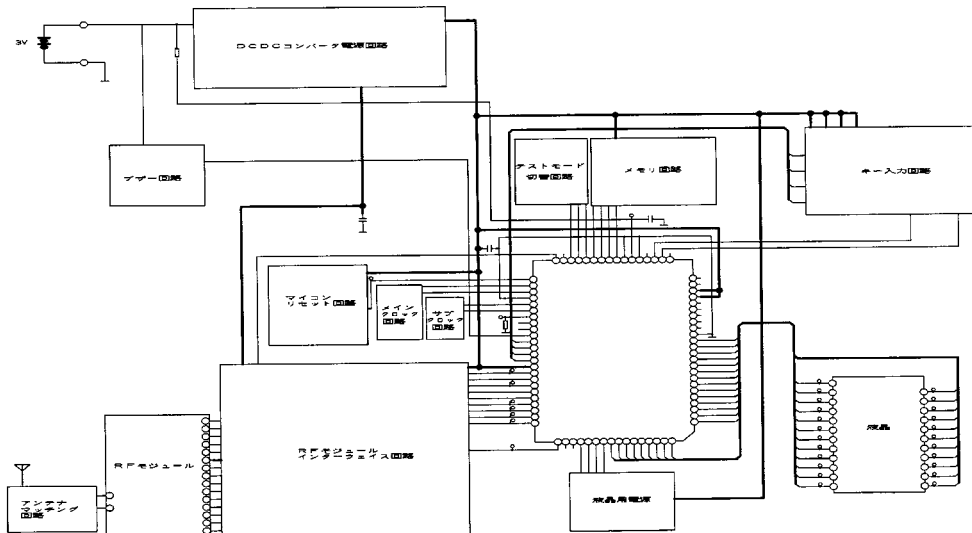 DCDCコンバータ電源回路
3V
ブザー回路
テストモード
切替回路
メモリ回路
キー入力回路
マイコン
リセット回路
メイン
クロック
回路
サブ
クロック
回路
RFモジュール
インターフェイス回路
RFモジュール
液晶
アンテナ
マッチング
回路
液晶用電源